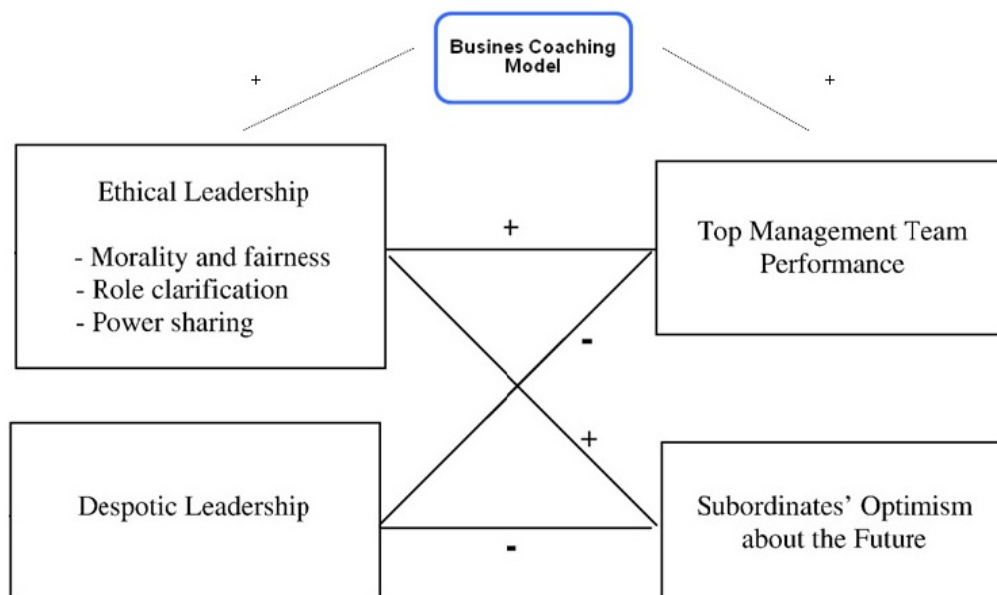 Busines Coaching
Model
+
+
Ethical Leadership
- Morality and fairness
- Role clarification
- Power sharing
+
Top Management Team
Performance
-
+
Despotic Leadership
-
Subordinates' Optimism
about the Future